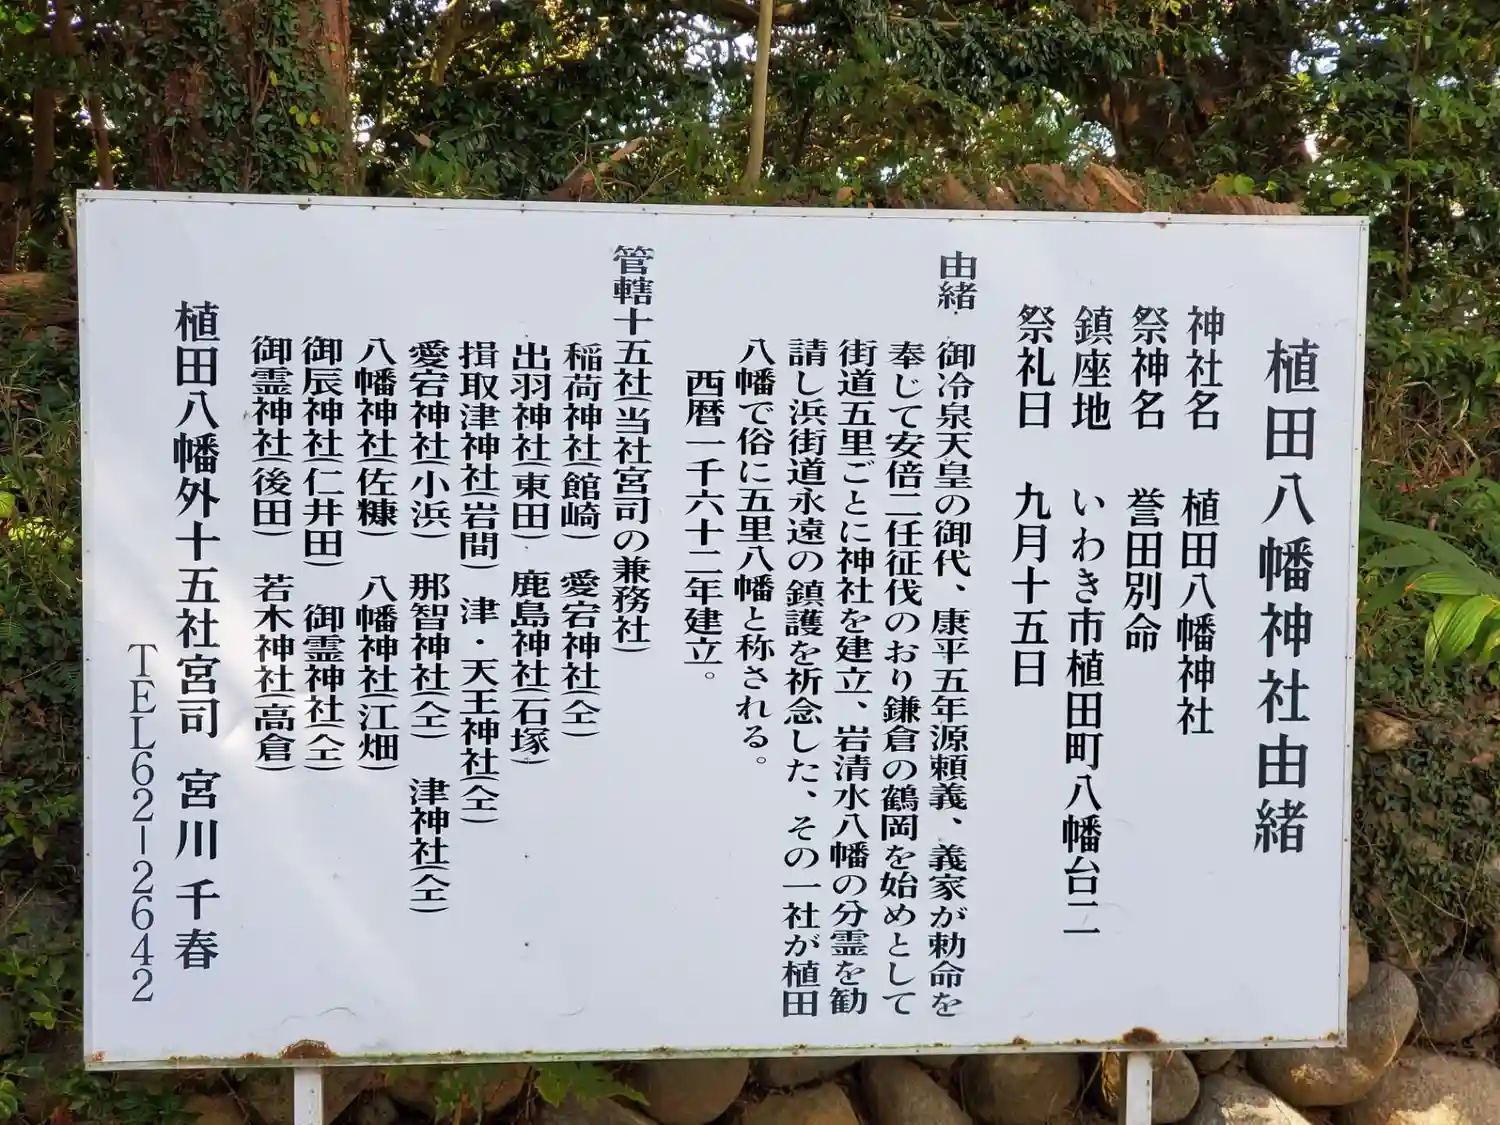 植田八幡神社由緒
神社名　植田八幡神社
祭神名　誉田別命
鎮座地　いわき市植田町八幡台二
祭礼日　九月十五日
由緒　御冷泉天皇の御代、康平五年源頼義、義家が勅命を
奉じて安倍二任征伐のおり鎌倉の鶴岡を始めとして
街道五里ごとに神社を建立、岩清水八幡の分霊を勧
請し浜街道永遠の鎮護を祈念した、その一社が植田
八幡で俗に五里八幡と称される。
西暦一千六十二年建立。
管轄十五社(当社宮司の兼務社)
稲荷神社(館崎)　愛宕神社(仝)
出羽神社(東田)　鹿島神社(石塚)
揖取津神社(岩間)　津・天王神社(仝)
愛宕神社(小浜)　那智神社(仝)　津神社(仝)
八幡神社(佐糠)　八幡神社(江畑)
御辰神社(仁井田)　御霊神社(仝)
御霊神社(後田)　若木神社(高倉)
植田八幡外十五社宮司　宮川千春
TEL62-2642